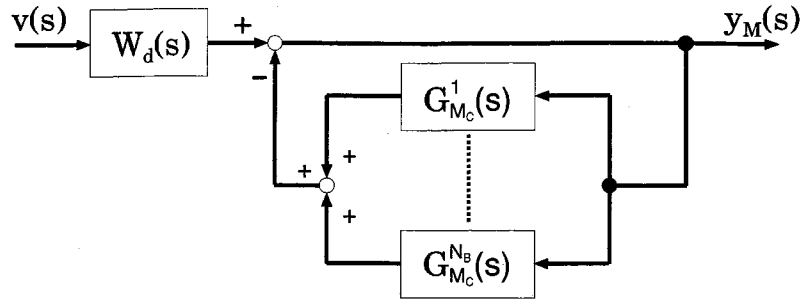 v(s)
W_d(s)
+
−
y_M(s)
G^1_{M_C}(s)
+
+
+
G^{N_B}_{M_C}(s)